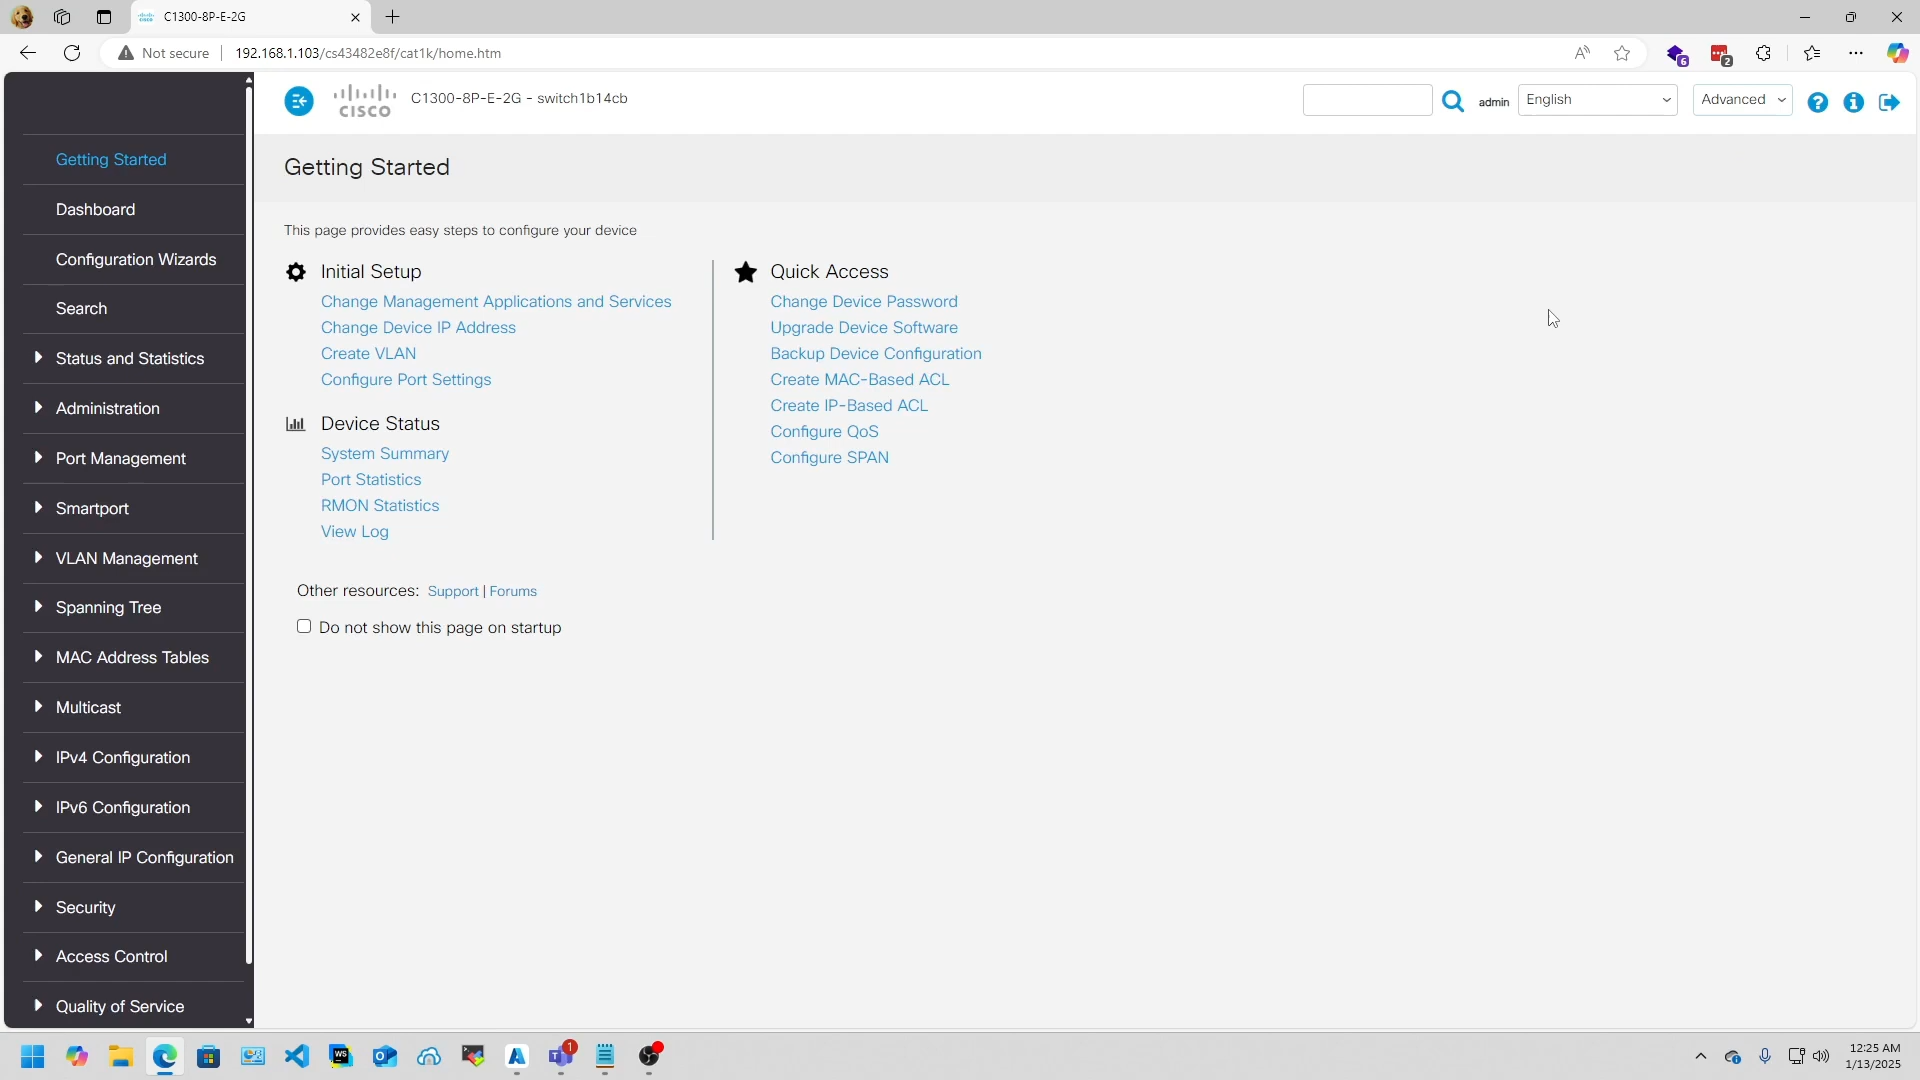 C1300-8P-E-2G
Not secure
192.168.1.103/cs43482e8f/cat1k/home.htm
6
2
CISCO
C1300-8P-E-2G - switch1b14cb
admin
English
Advanced
Getting Started
Dashboard
Configuration Wizards
Search
Status and Statistics
Administration
Port Management
Smartport
VLAN Management
Spanning Tree
MAC Address Tables
Multicast
IPv4 Configuration
IPv6 Configuration
General IP Configuration
Security
Access Control
Quality of Service
Getting Started
This page provides easy steps to configure your device
Initial Setup
Change Management Applications and Services
Change Device IP Address
Create VLAN
Configure Port Settings
Device Status
System Summary
Port Statistics
RMON Statistics
View Log
Quick Access
Change Device Password
Upgrade Device Software
Backup Device Configuration
Create MAC-Based ACL
Create IP-Based ACL
Configure QoS
Configure SPAN
Other resources: Support | Forums
Do not show this page on startup
WS
1
12:25 AM
1/13/2025